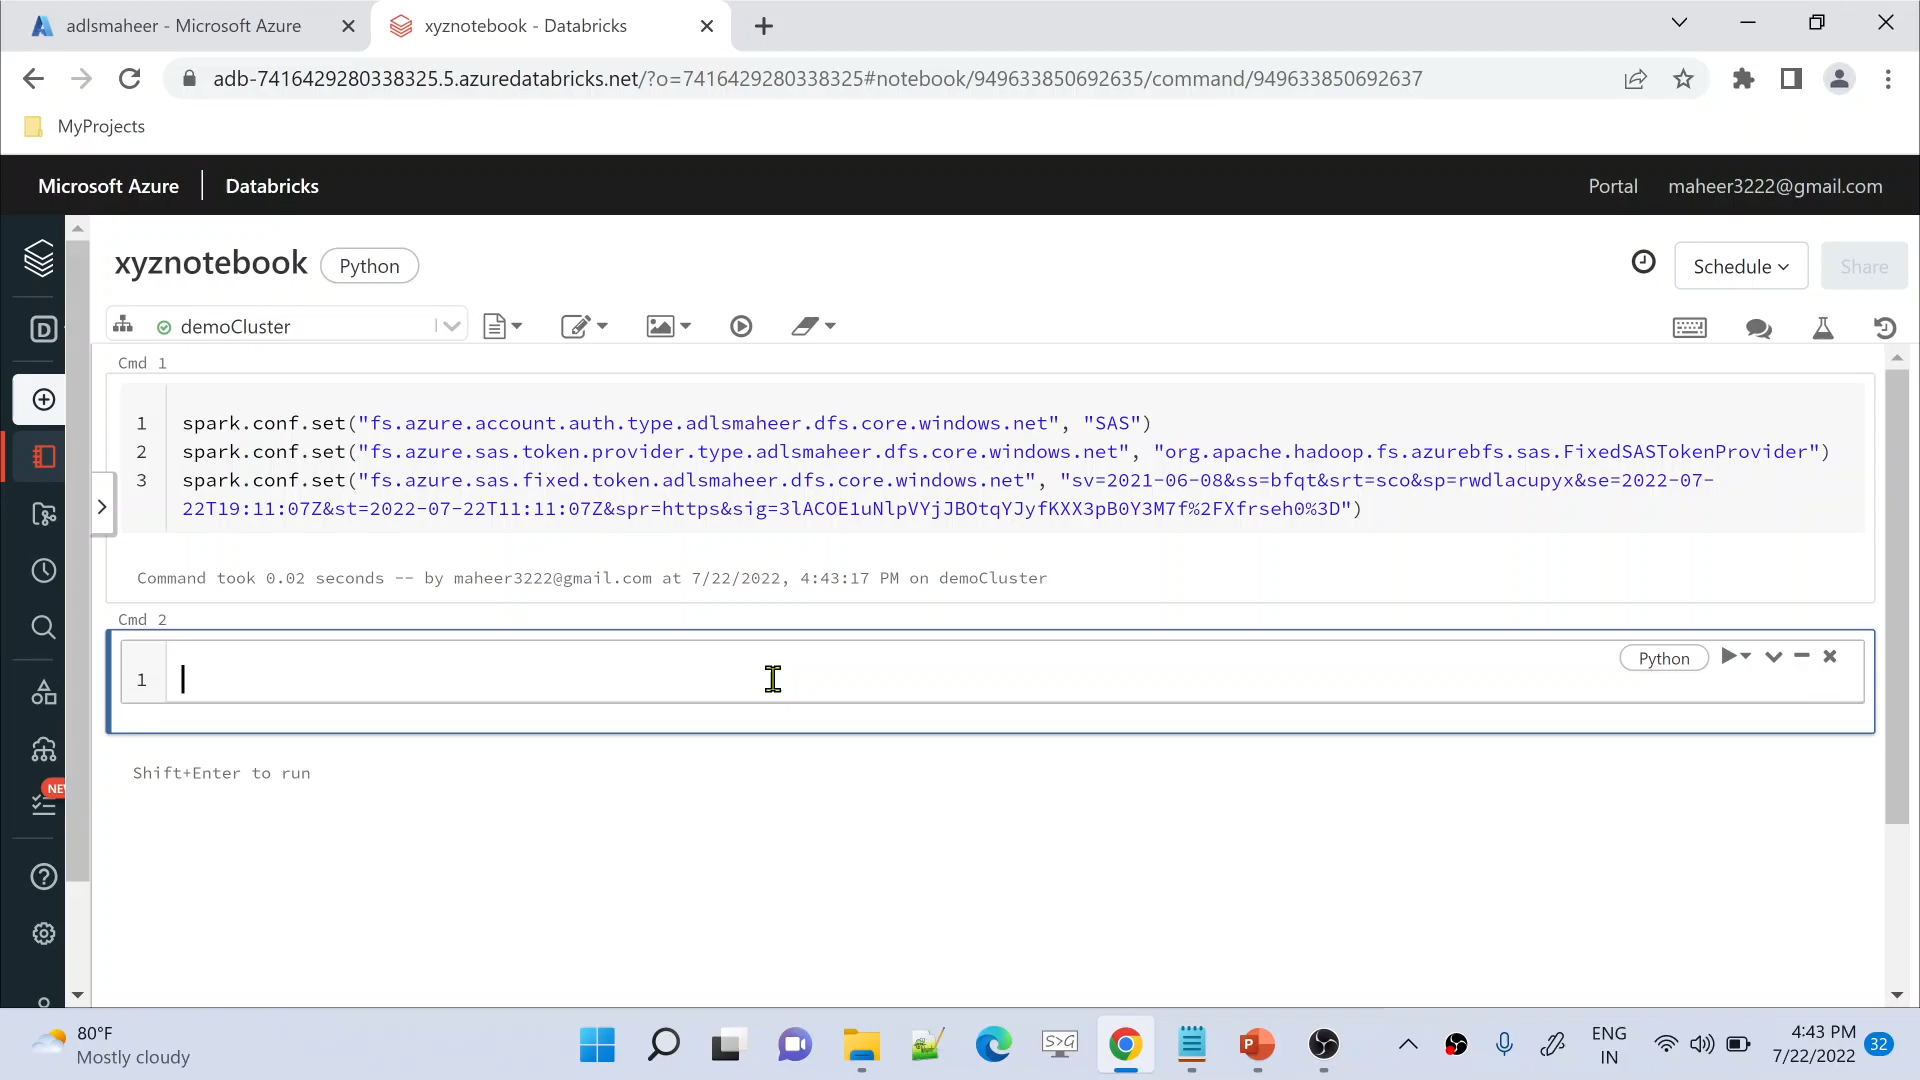 adlsmaheer - Microsoft Azure
xyznotebook - Databricks
adb-7416429280338325.5.azuredatabricks.net/?o=7416429280338325#notebook/949633850692635/command/949633850692637
MyProjects
Microsoft Azure
Databricks
Portal
maheer3222@gmail.com
xyznotebook
Python
Schedule
Share
D
demoCluster
Cmd 1
1 spark.conf.set("fs.azure.account.auth.type.adlsmaheer.dfs.core.windows.net", "SAS")
2 spark.conf.set("fs.azure.sas.token.provider.type.adlsmaheer.dfs.core.windows.net", "org.apache.hadoop.fs.azurebfs.sas.FixedSASTokenProvider")
3 spark.conf.set("fs.azure.sas.fixed.token.adlsmaheer.dfs.core.windows.net", "sv=2021-06-08&ss=bfqt&srt=sco&sp=rwdlacupyx&se=2022-07-
22T19:11:07Z&st=2022-07-22T11:11:07Z&spr=https&sig=3lACOE1uNlpVYjJBOtqYJyfKXX3pB0Y3M7f%2FXfrseh0%3D")
Command took 0.02 seconds -- by maheer3222@gmail.com at 7/22/2022, 4:43:17 PM on demoCluster
Cmd 2
Python
1
Shift+Enter to run
NEW
80°F
Mostly cloudy
S>G
P
ENG
IN
4:43 PM
7/22/2022
32